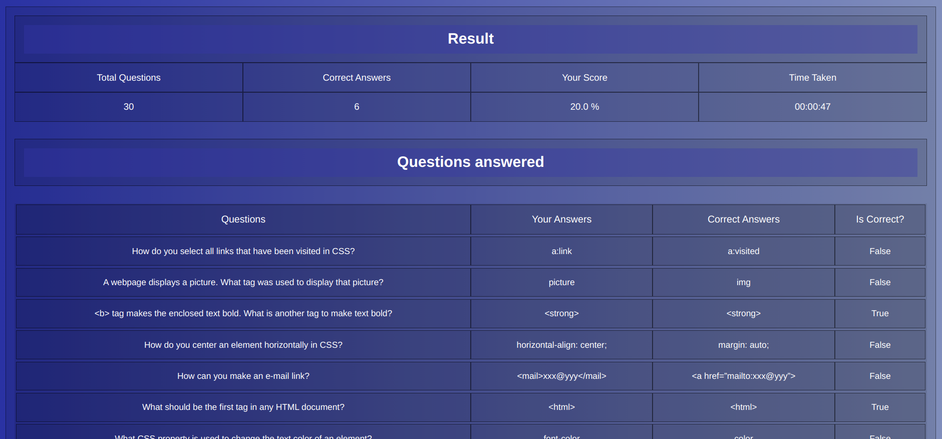 Result
Total Questions Correct Answers Your Score Time Taken
30 6 20.0 % 00:00:47
Questions answered
Questions Your Answers Correct Answers Is Correct?
How do you select all links that have been visited in CSS? a:link a:visited False
A webpage displays a picture. What tag was used to display that picture? picture img False
<b> tag makes the enclosed text bold. What is another tag to make text bold? <strong> <strong> True
How do you center an element horizontally in CSS? horizontal-align: center; margin: auto; False
How can you make an e-mail link? <mail>xxx@yyy</mail> <a href="mailto:xxx@yyy"> False
What should be the first tag in any HTML document? <html> <html> True
What CSS property is used to change the text color of an element? font-color color False